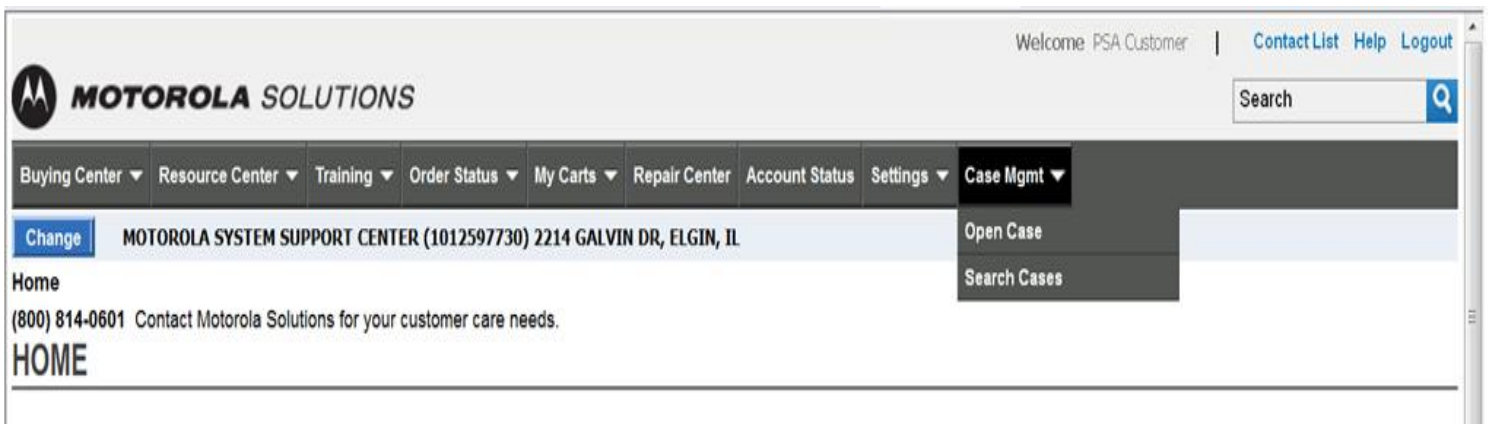 Welcome PSA Customer | Contact List Help Logout
MOTOROLA SOLUTIONS
Search
Buying Center Resource Center Training Order Status My Carts Repair Center Account Status Settings Case Mgmt
Open Case
Search Cases
Change MOTOROLA SYSTEM SUPPORT CENTER (1012597730) 2214 GALVIN DR, ELGIN, IL
Home
(800) 814-0601 Contact Motorola Solutions for your customer care needs.
HOME